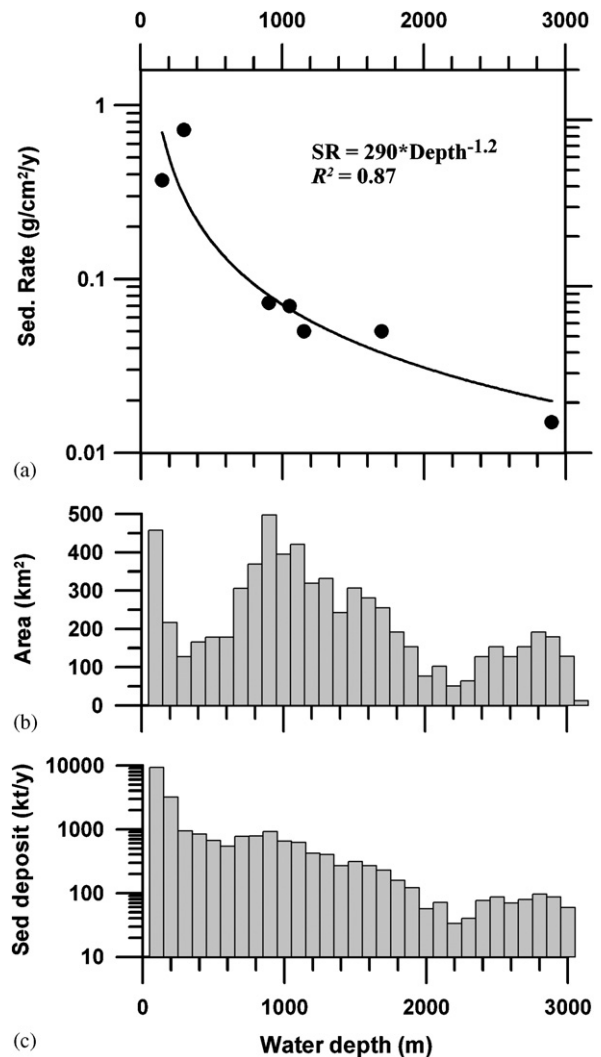 0 1000 2000 3000
1
0.1
0.01
Sed. Rate (g/cm²/y)
SR = 290*Depth⁻¹·²
R² = 0.87
(a)
500
400
300
200
100
0
Area (km²)
(b)
10000
1000
100
10
Sed deposit (kt/y)
0 1000 2000 3000
Water depth (m)
(c)